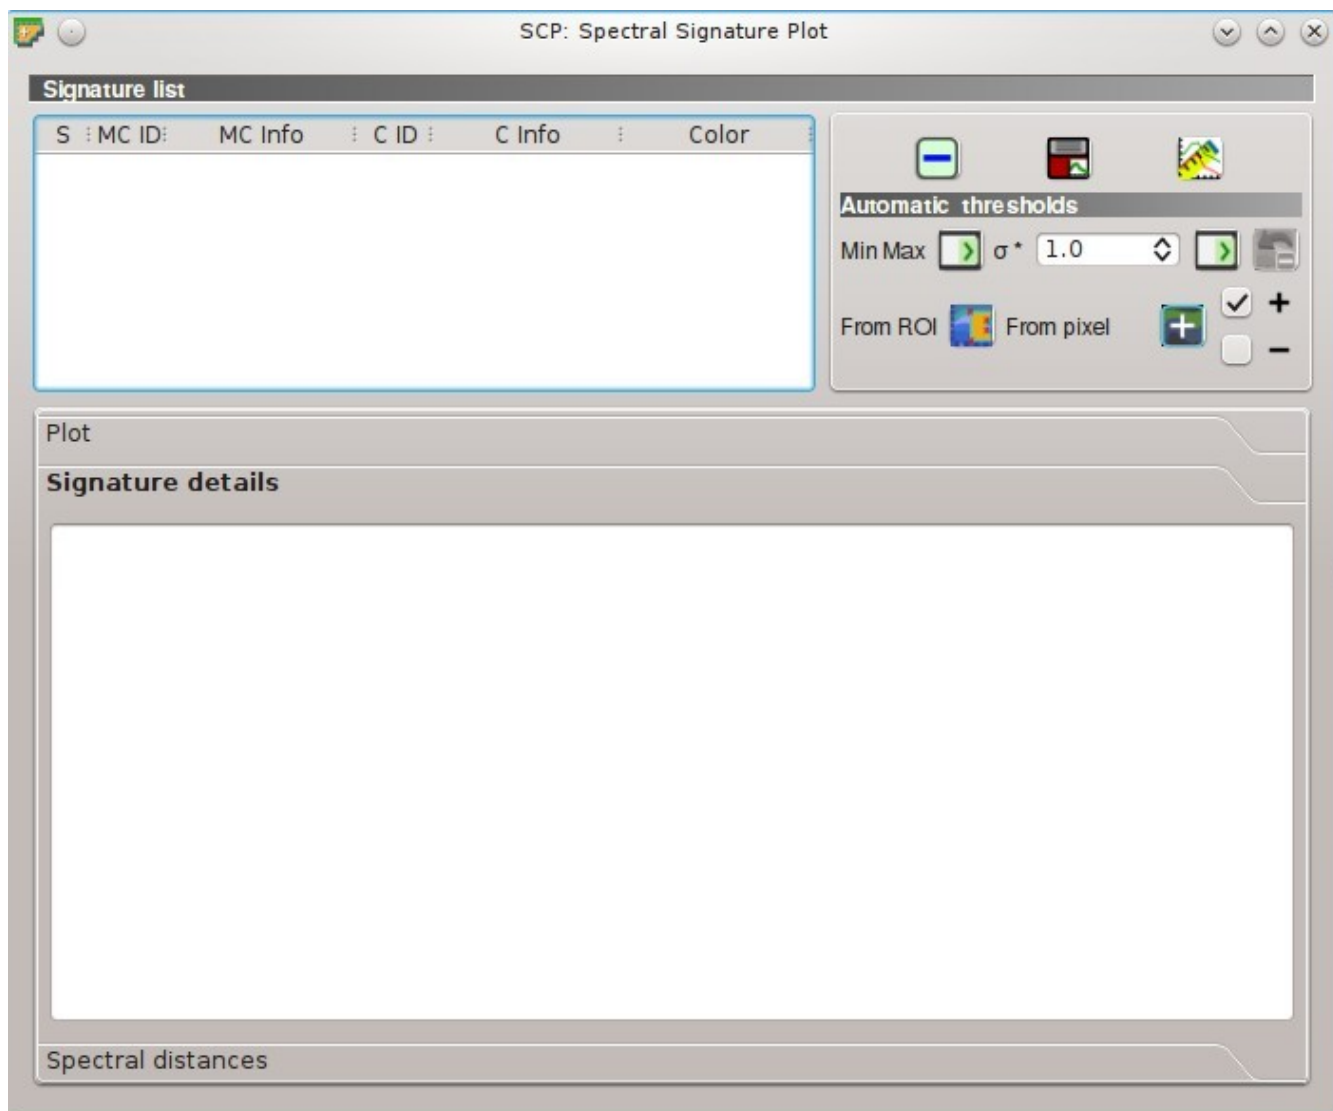 SCP: Spectral Signature Plot
Signature list
S MC ID MC Info C ID C Info Color
Automatic thresholds
Min Max σ * 1.0
From ROI From pixel +
−
Plot
Signature details
Spectral distances